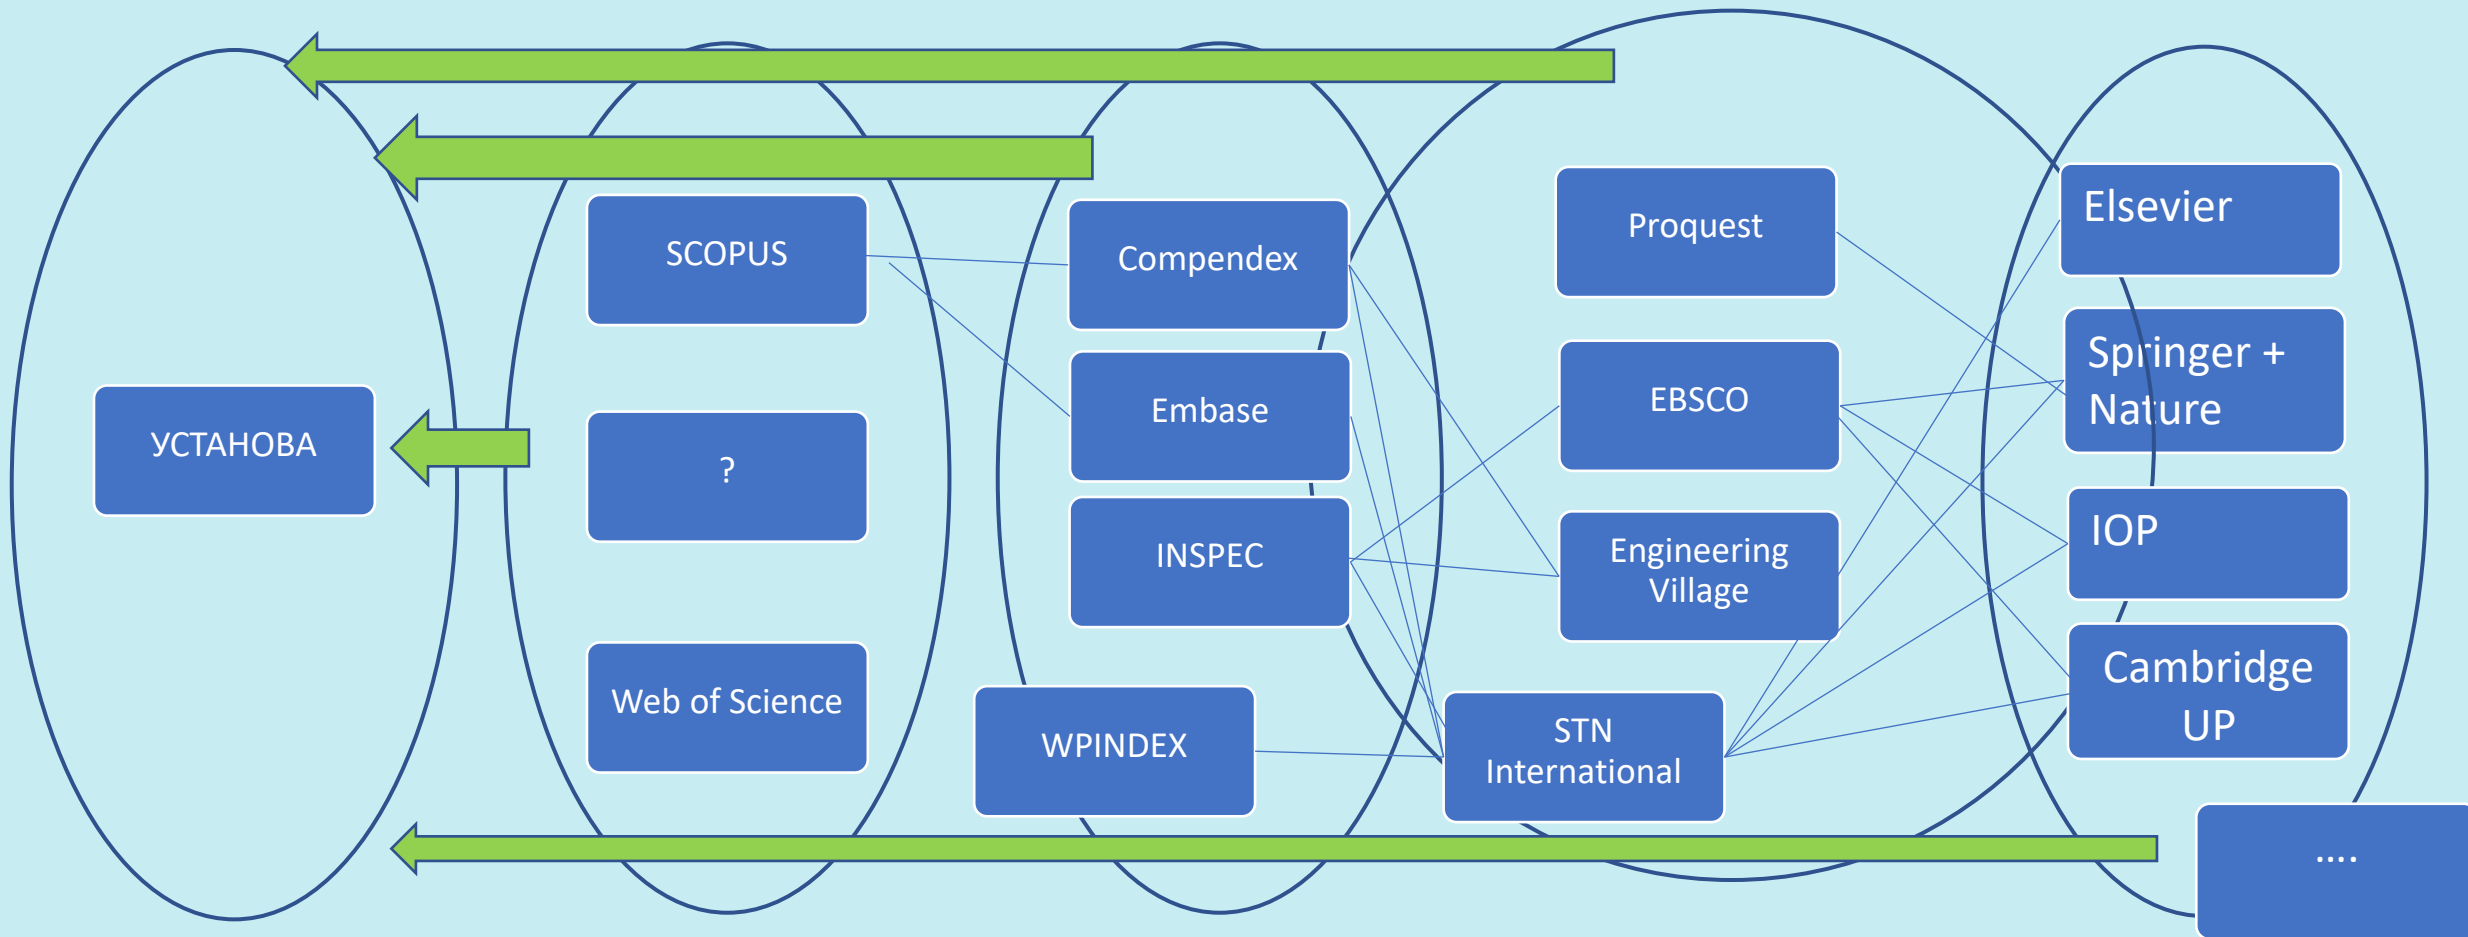 УСТАНОВА
SCOPUS
?
Web of Science
Compendex
Embase
INSPEC
WPINDEX
Proquest
EBSCO
Engineering
Village
STN
International
Elsevier
Springer +
Nature
IOP
Cambridge
UP
....